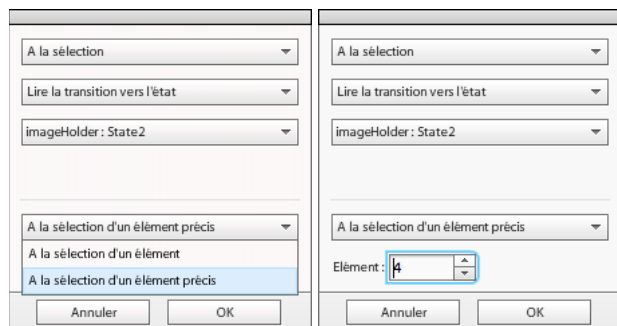 A la sélection
Lire la transition vers l'état
imageHolder : State2
A la sélection d'un élément précis
A la sélection d'un élément
A la sélection d'un élément précis
Annuler
OK
A la sélection
Lire la transition vers l'état
imageHolder : State2
A la sélection d'un élément précis
Elément : 4
Annuler
OK